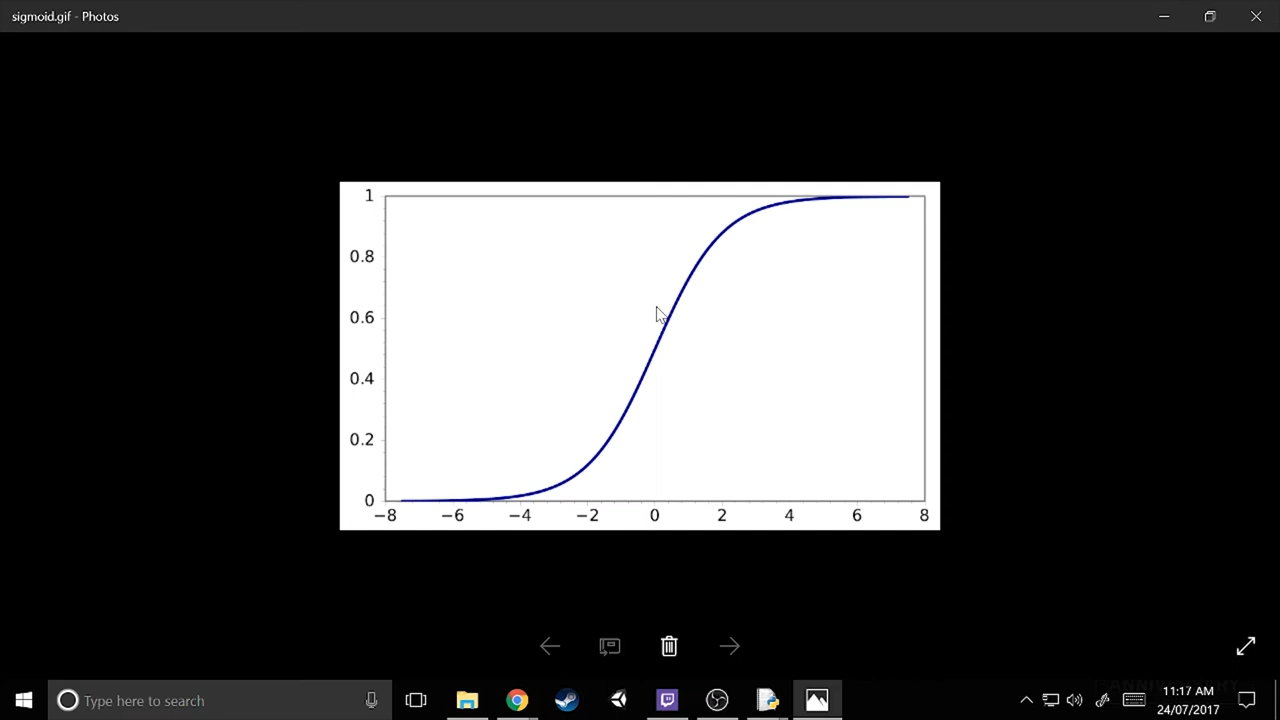 sigmoid.gif - Photos
1
0.8
0.6
0.4
0.2
0
−8 −6 −4 −2 0 2 4 6 8
Type here to search
11:17 AM
24/07/2017